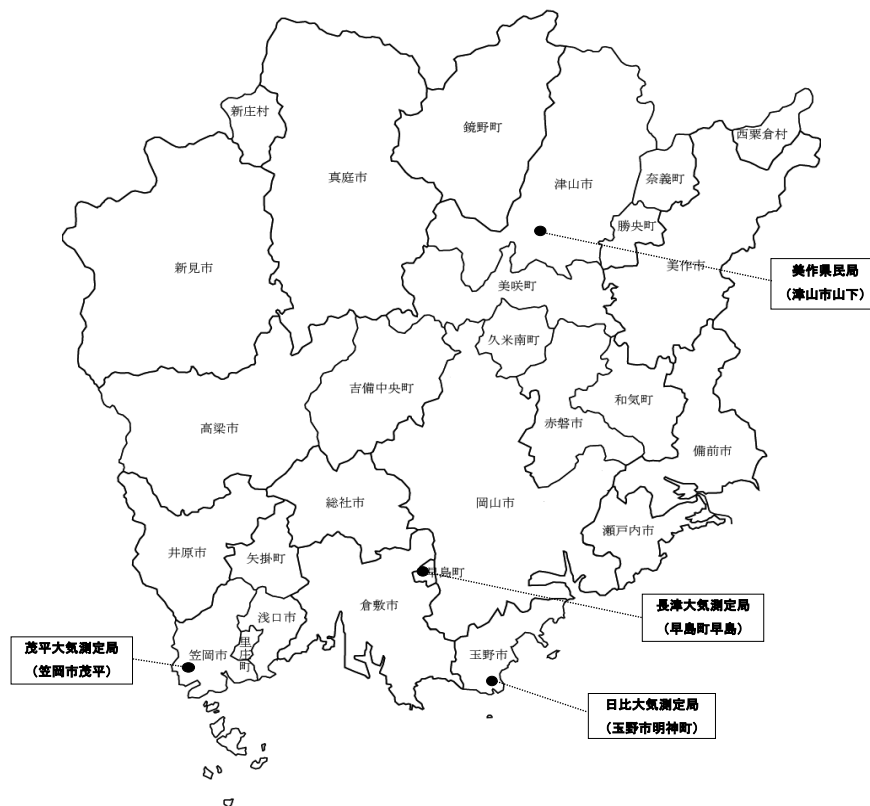 新庄村
鏡野町
西粟倉村
真庭市
津山市
奈義町
勝央町
新見市
美作市
美作県民局
（津山市山下）
美咲町
久米南町
吉備中央町
和気町
高梁市
赤磐市
備前市
総社市
岡山市
瀬戸内市
井原市
矢掛町
早島町
倉敷市
浅口市
長津大気測定局
（早島町早島）
里庄町
茂平大気測定局
（笠岡市茂平）
笠岡市
玉野市
日比大気測定局
（玉野市明神町）